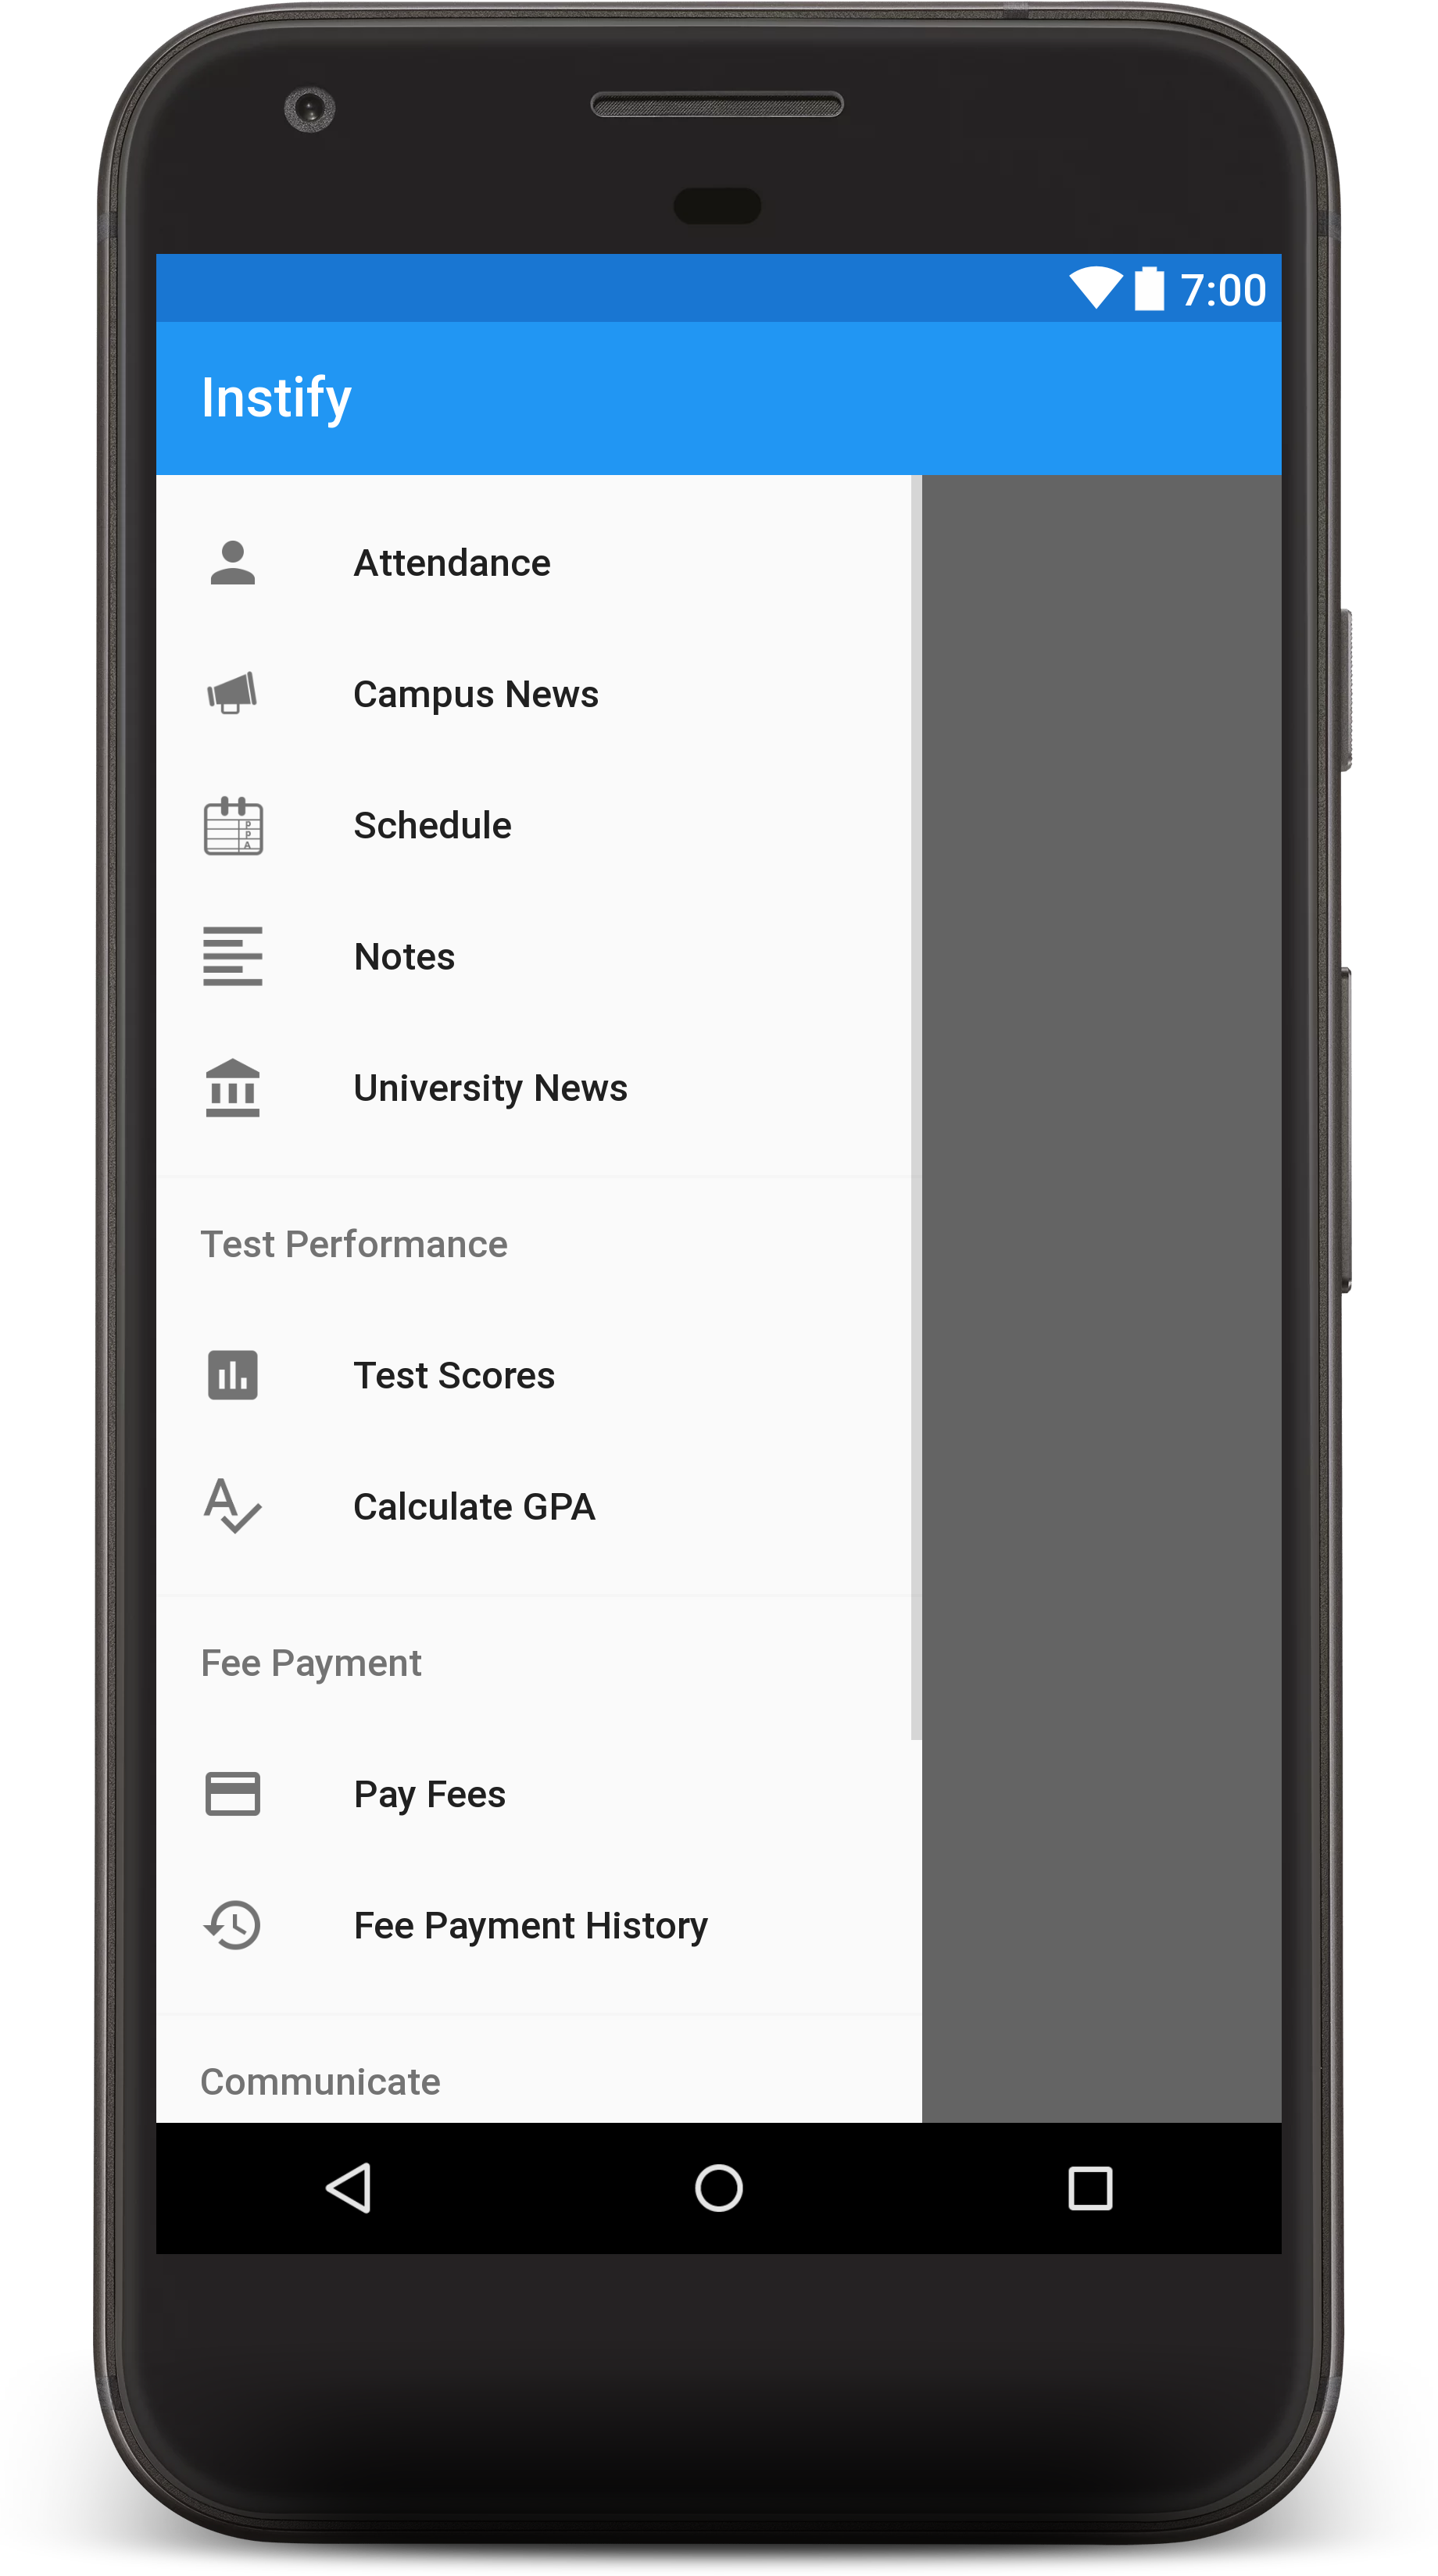 7:00
Instify
Attendance
Campus News
P
P
A
Schedule
Notes
University News
Test Performance
Test Scores
A
Calculate GPA
Fee Payment
Pay Fees
Fee Payment History
Communicate